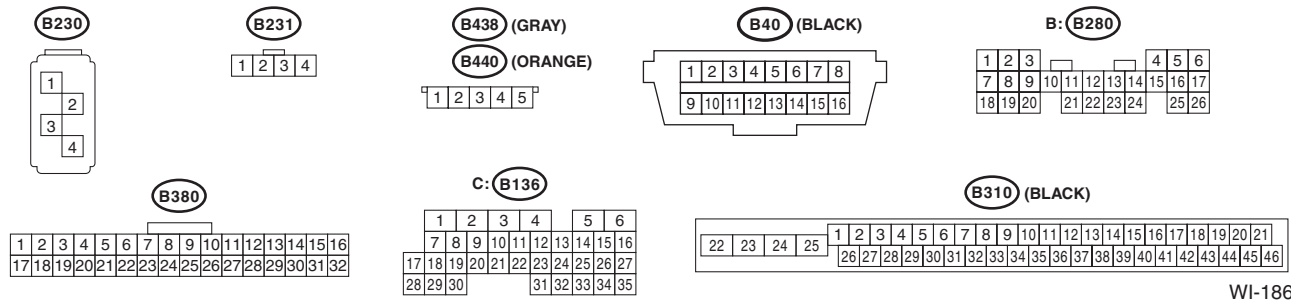 B230
B231
B438 (GRAY)
B440 (ORANGE)
B40 (BLACK)
B: B280
1
2
3
4
1 2 3 4
1 2 3 4 5
1 2 3 4 5 6 7 8
9 10 11 12 13 14 15 16
1 2 3 4 5 6
7 8 9 10 11 12 13 14 15 16 17
18 19 20 21 22 23 24 25 26
B380
C: B136
B310 (BLACK)
1 2 3 4 5 6 7 8 9 10 11 12 13 14 15 16
17 18 19 20 21 22 23 24 25 26 27 28 29 30 31 32
1 2 3 4 5 6
7 8 9 10 11 12 13 14 15 16
17 18 19 20 21 22 23 24 25 26 27
28 29 30 31 32 33 34 35
22 23 24 25
1 2 3 4 5 6 7 8 9 10 11 12 13 14 15 16 17 18 19 20 21
26 27 28 29 30 31 32 33 34 35 36 37 38 39 40 41 42 43 44 45 46
WI-186